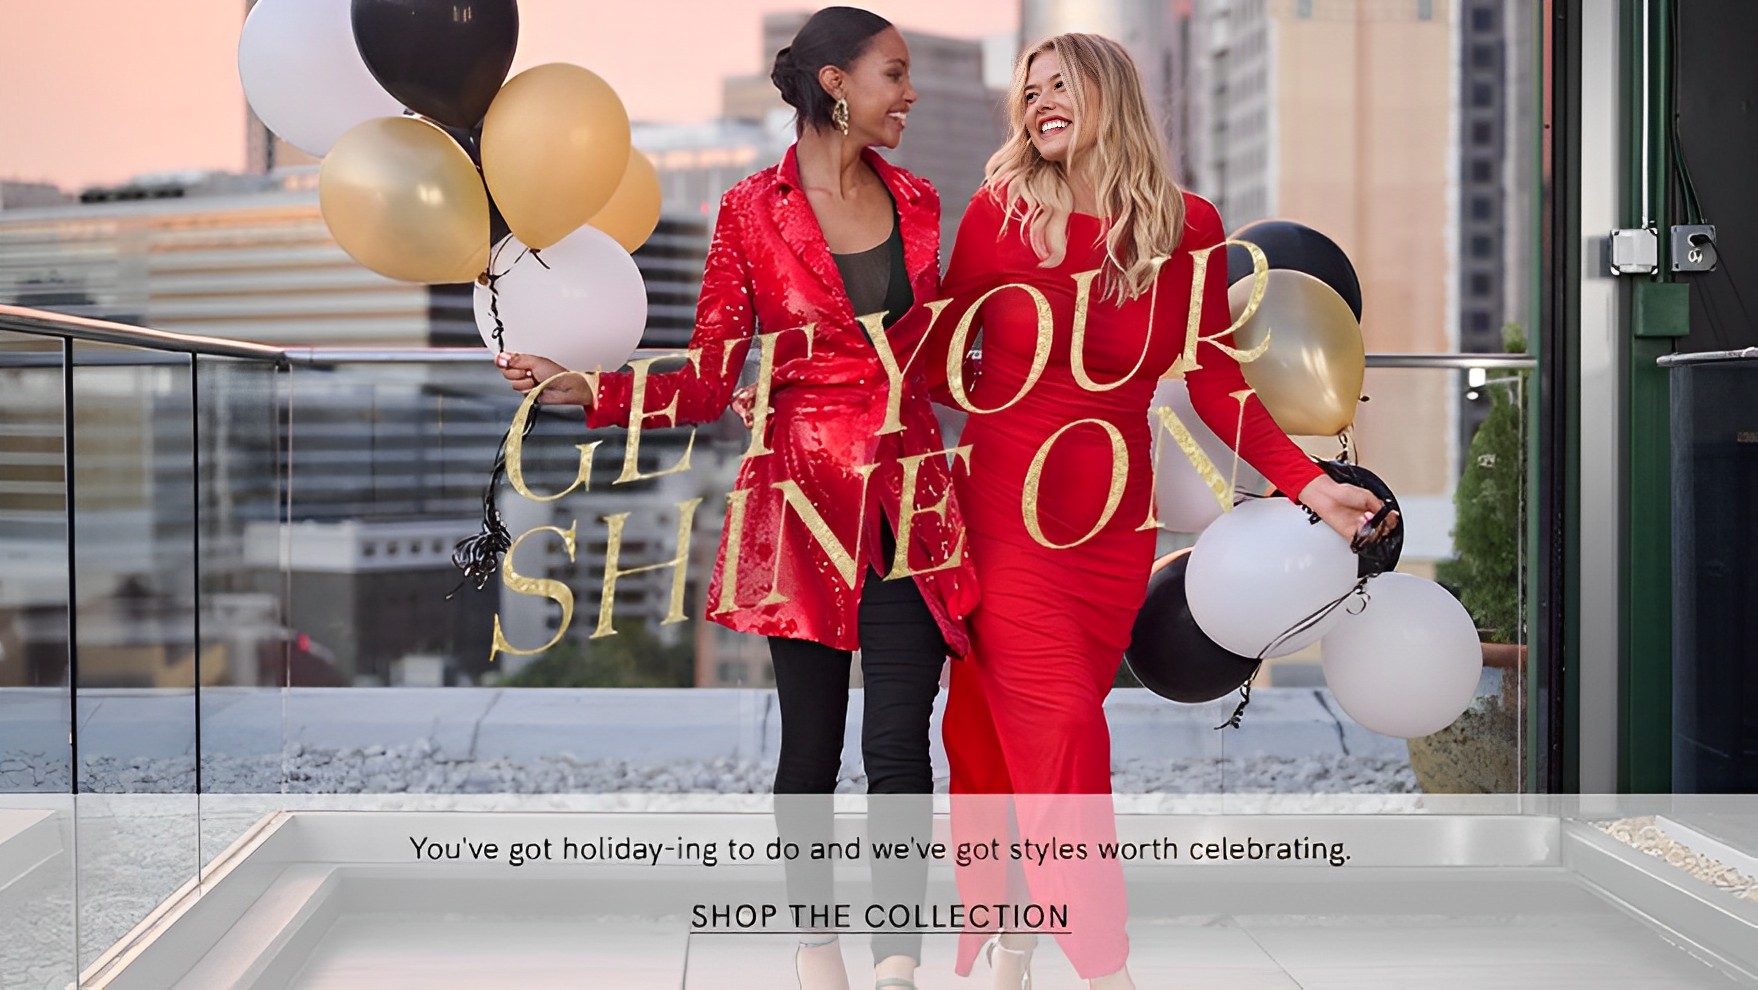 GET YOUR
SHINE ON
You've got holiday-ing to do and we've got styles worth celebrating.
SHOP THE COLLECTION